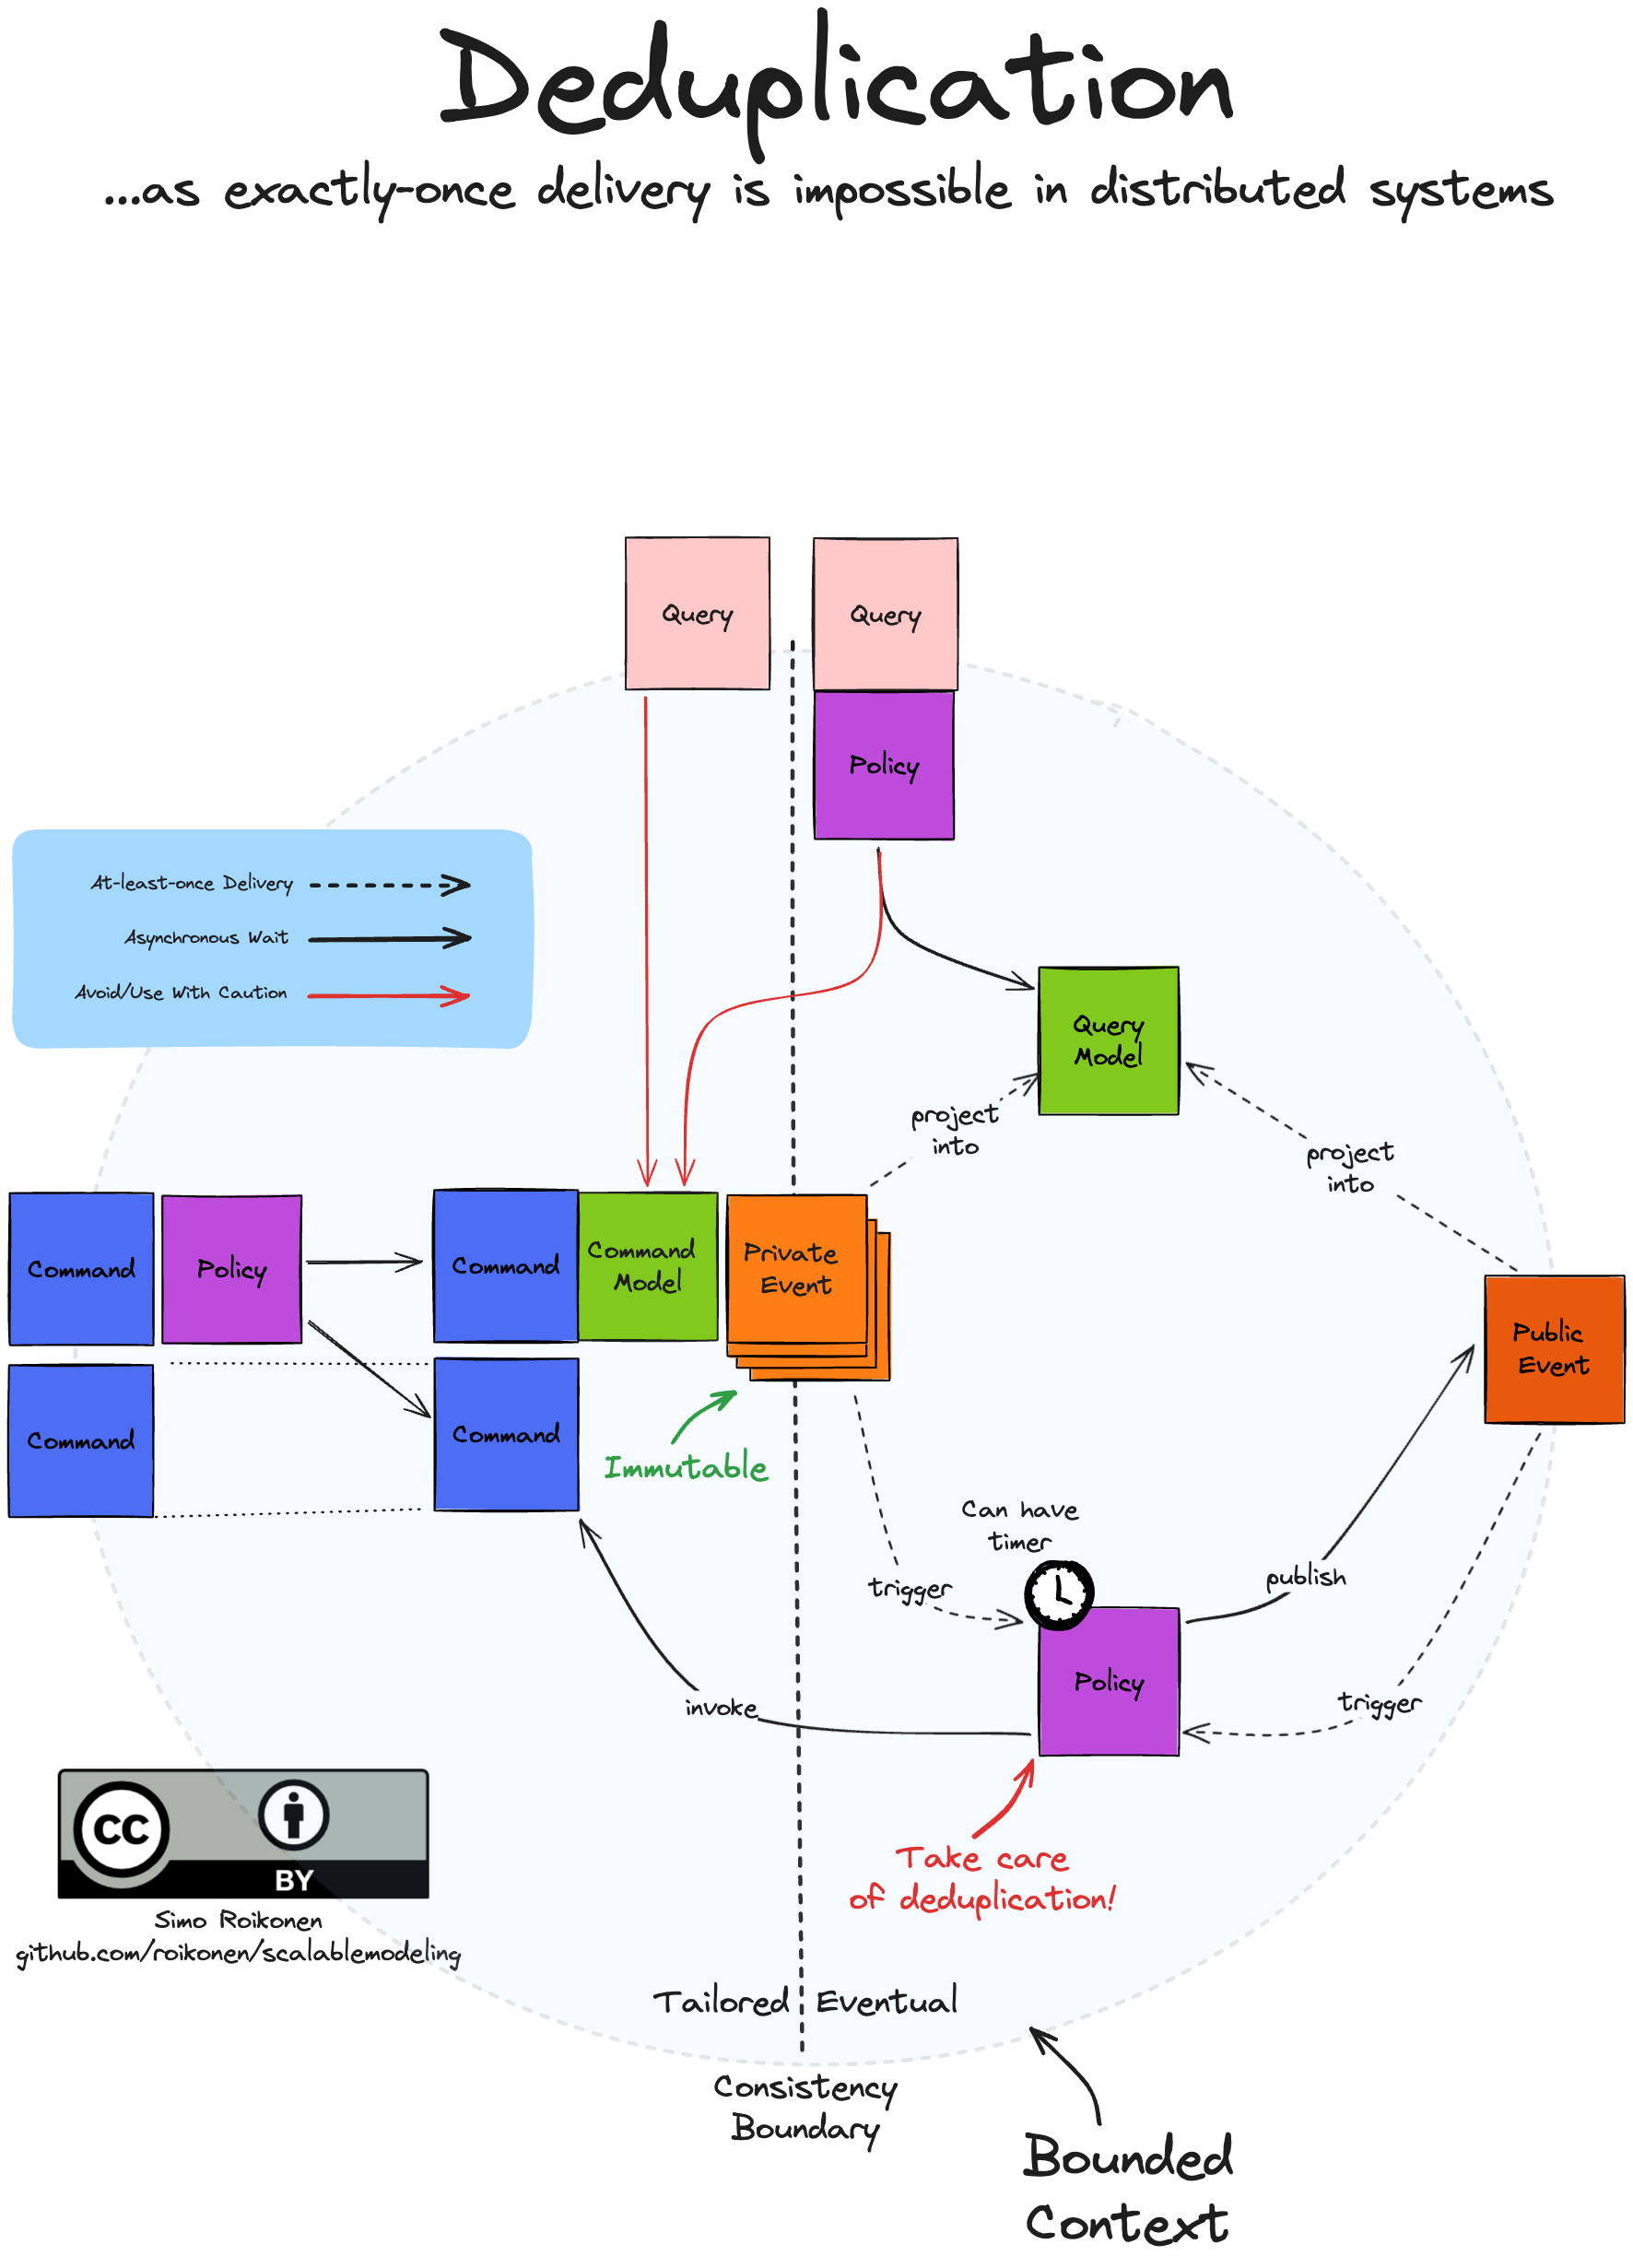 Deduplication
...as exactly-once delivery is impossible in distributed systems
Query
Query
Policy
At-least-once Delivery
Asynchronous Wait
Avoid/Use With Caution
Query
Model
project
into
project
into
Command
Policy
Command
Command
Model
Private
Event
Public
Event
Command
Command
Immutable
Can have
timer
trigger
publish
Policy
invoke
trigger
Take care
of deduplication!
CC
BY
Simo Roikonen
github.com/roikonen/scalablemodeling
Tailored
Eventual
Consistency
Boundary
Bounded
Context